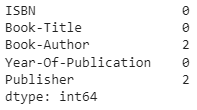 ISBN 0
Book-Title 0
Book-Author 2
Year-Of-Publication 0
Publisher 2
dtype: int64